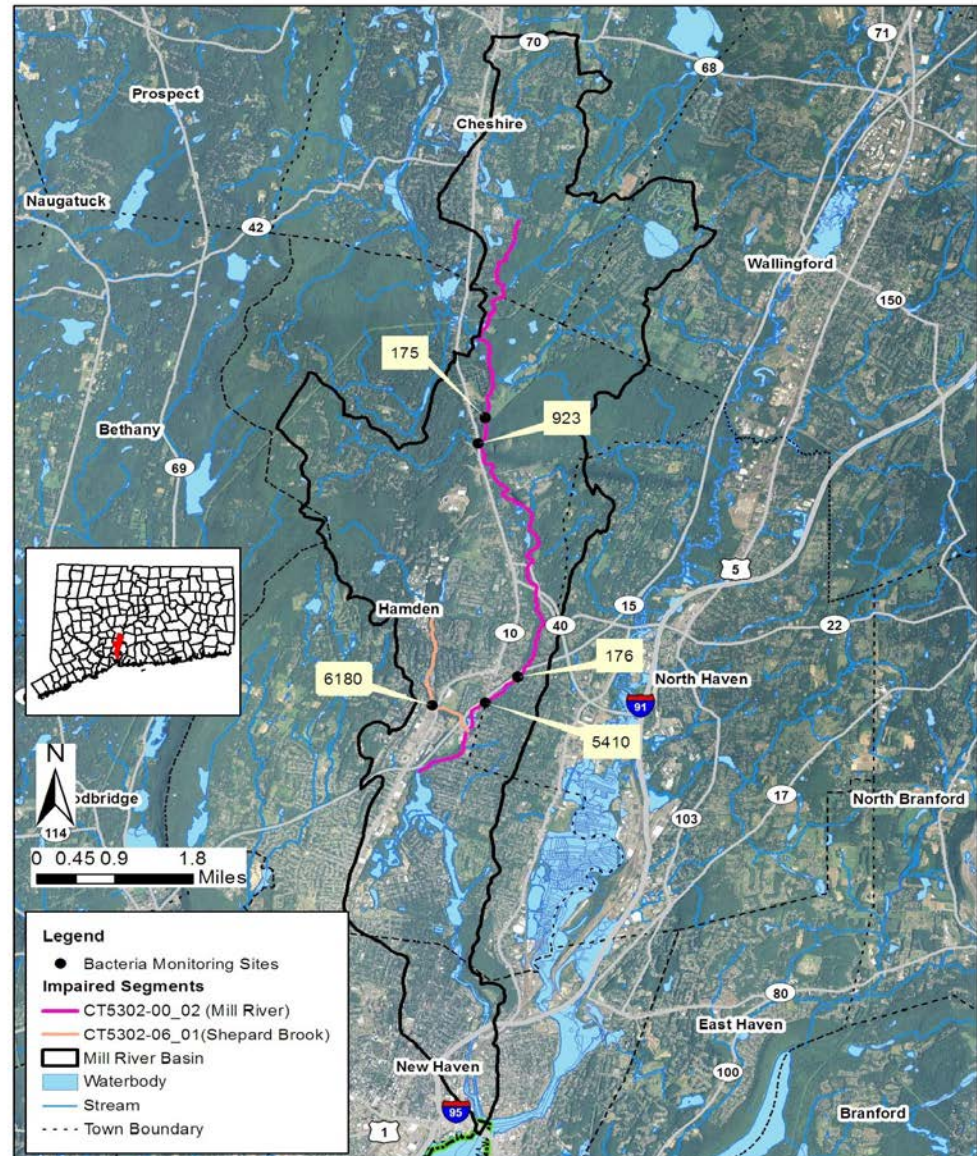 70
71
68
Prospect
Cheshire
Naugatuck
42
Wallingford
150
175
923
Bethany
69
5
Hamden
15
10
40
22
6180
176
North Haven
91
5410
N
odbridge
114
17
North Branford
103
0 0.45 0.9 1.8
Miles
Legend
Bacteria Monitoring Sites
Impaired Segments
CT5302-00_02 (Mill River)
CT5302-06_01(Shepard Brook)
Mill River Basin
Waterbody
Stream
Town Boundary
80
East Haven
100
New Haven
95
1
Branford